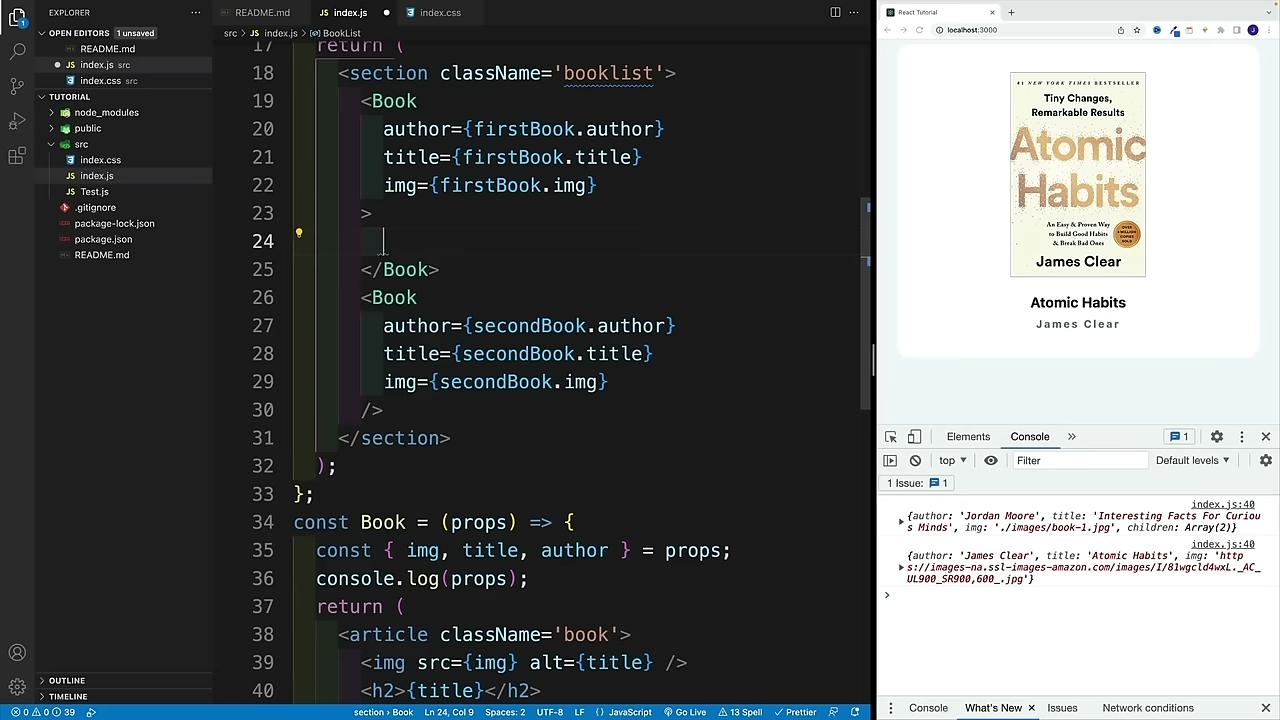 EXPLORER
OPEN EDITORS 1 unsaved
README.md
index.js src
index.css src
TUTORIAL
node_modules
public
src
index.css
index.js
Test.js
.gitignore
package-lock.json
package.json
README.md
OUTLINE
TIMELINE
README.md index.js index.css
src > index.js > BookList
17 return (
18 <section className='booklist'>
19 <Book
20 author={firstBook.author}
21 title={firstBook.title}
22 img={firstBook.img}
23 >
24
25 </Book>
26 <Book
27 author={secondBook.author}
28 title={secondBook.title}
29 img={secondBook.img}
30 />
31 </section>
32 );
33 };
34 const Book = (props) => {
35 const { img, title, author } = props;
36 console.log(props);
37 return (
38 <article className='book'>
39 <img src={img} alt={title} />
40 <h2>{title}</h2>
0 0 39 section > Book Ln 24, Col 9 Spaces: 2 UTF-8 LF {} JavaScript Go Live 13 Spell Prettier
React Tutorial
localhost:3000
#1 NEW YORK TIMES BESTSELLER
Tiny Changes,
Remarkable Results
Atomic
Habits
An Easy & Proven Way
to Build Good Habits
& Break Bad Ones
James Clear
Atomic Habits
James Clear
Elements Console 1
top Filter Default levels
1 Issue: 1
index.js:40
{author: 'Jordan Moore', title: 'Interesting Facts For Curiou
s Minds', img: './images/book-1.jpg', children: Array(2)}
index.js:40
{author: 'James Clear', title: 'Atomic Habits', img: 'http
s://images-na.ssl-images-amazon.com/images/I/81wgcld4wxL._AC_
UL900_SR900,600_.jpg'}
Console What's New Issues Network conditions